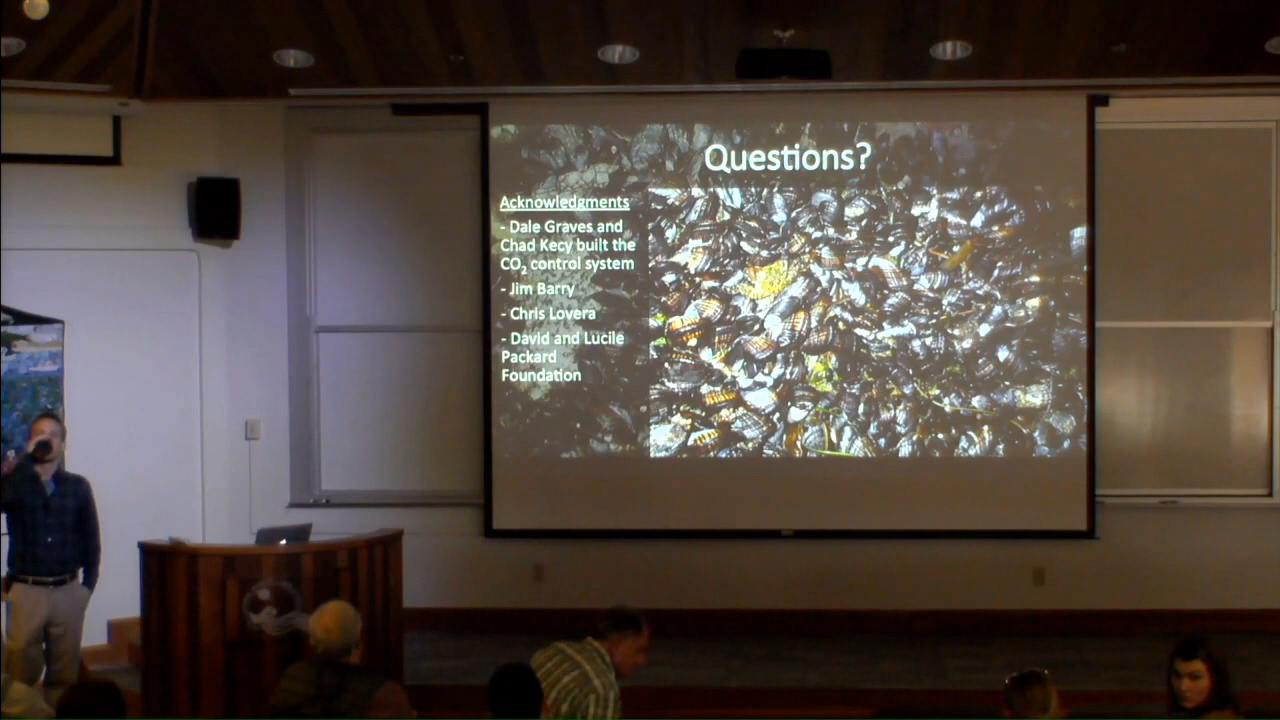 Questions?
Acknowledgments
- Dale Graves and
Chad Kecy built the
CO₂ control system
- Jim Barry
- Chris Lovera
- David and Lucile
Packard
Foundation